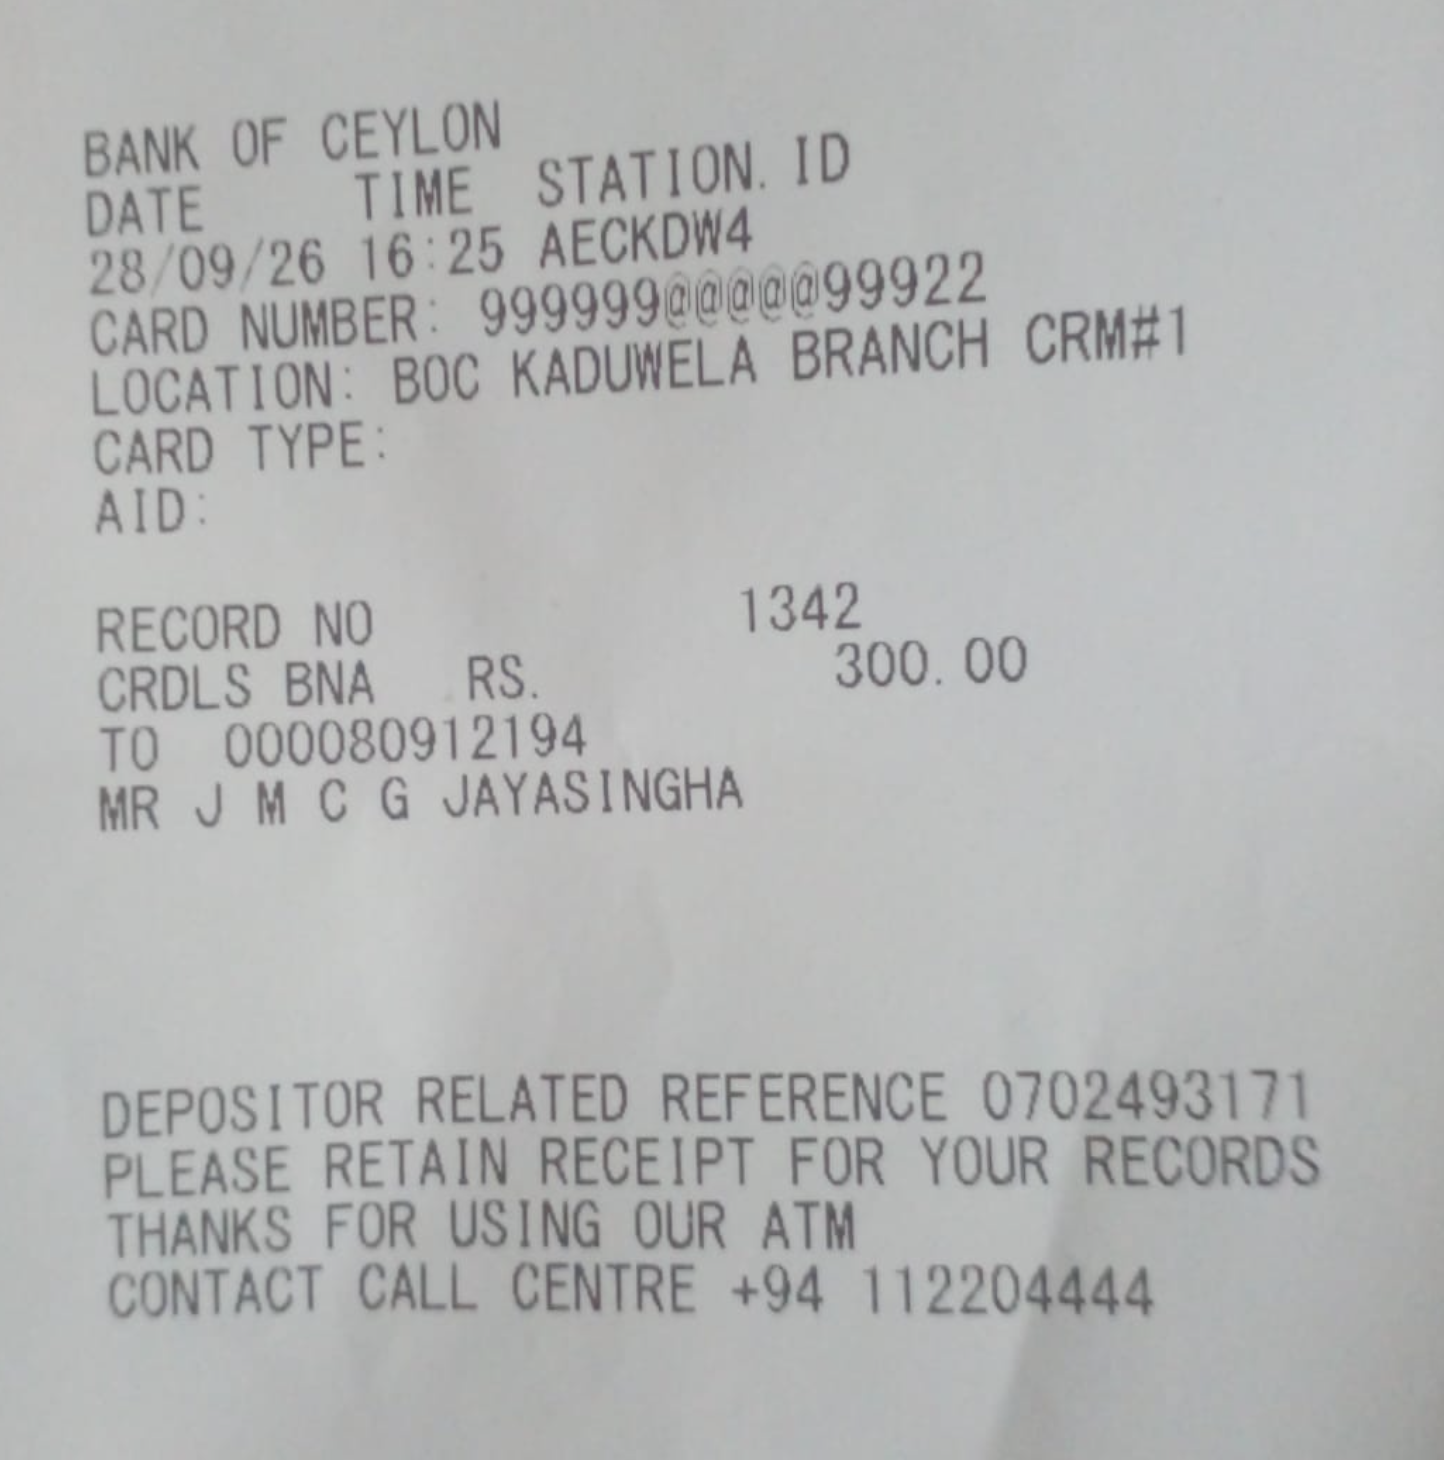 BANK OF CEYLON
DATE TIME STATION. ID
28/09/26 16:25 AECKDW4
CARD NUMBER: 999999@@@@@99922
LOCATION: BOC KADUWELA BRANCH CRM#1
CARD TYPE:
AID:
RECORD NO 1342
CRDLS BNA RS. 300.00
TO 000080912194
MR J M C G JAYASINGHA
DEPOSITOR RELATED REFERENCE 0702493171
PLEASE RETAIN RECEIPT FOR YOUR RECORDS
THANKS FOR USING OUR ATM
CONTACT CALL CENTRE +94 112204444